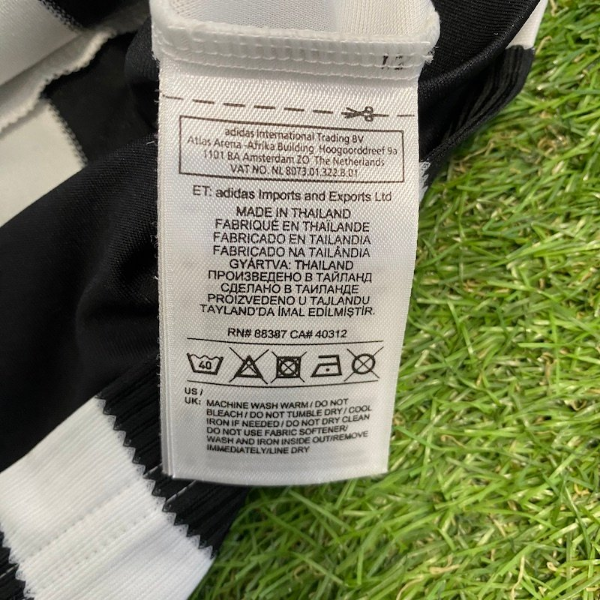 adidas International Trading BV
Atlas Arena -Afrika Building, Hoogoorddreef 9a
1101 BA Amsterdam ZO The Netherlands
VAT NO. NL 8073.01.322.B.01
ET: adidas Imports and Exports Ltd
MADE IN THAILAND
FABRIQUÉ EN THAÏLANDE
FABRICADO EN TAILANDIA
FABRICADO NA TAILÂNDIA
GYÁRTVA: THAILAND
ПРОИЗВЕДЕНО В ТАЙЛАНД
СДЕЛАНО В ТАИЛАНДЕ
PROIZVEDENO U TAJLANDU
TAYLAND'DA İMAL EDİLMİŞTİR.
RN# 88387 CA# 40312
40
US /
UK: MACHINE WASH WARM / DO NOT
BLEACH / DO NOT TUMBLE DRY / COOL
IRON IF NEEDED / DO NOT DRY CLEAN
DO NOT USE FABRIC SOFTENER/
WASH AND IRON INSIDE OUT/REMOVE
IMMEDIATELY/LINE DRY